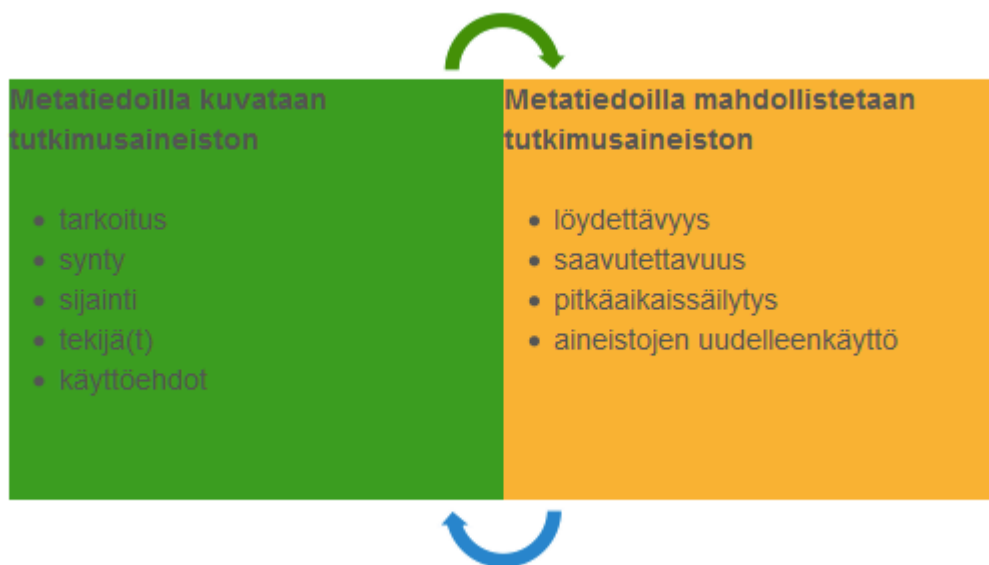 Metatiedoilla kuvataan
tutkimusaineiston
• tarkoitus
• synty
• sijainti
• tekijä(t)
• käyttöehdot
Metatiedoilla mahdollistetaan
tutkimusaineiston
• löydettävyys
• saavutettavuus
• pitkäaikaissäilytys
• aineistojen uudelleenkäyttö